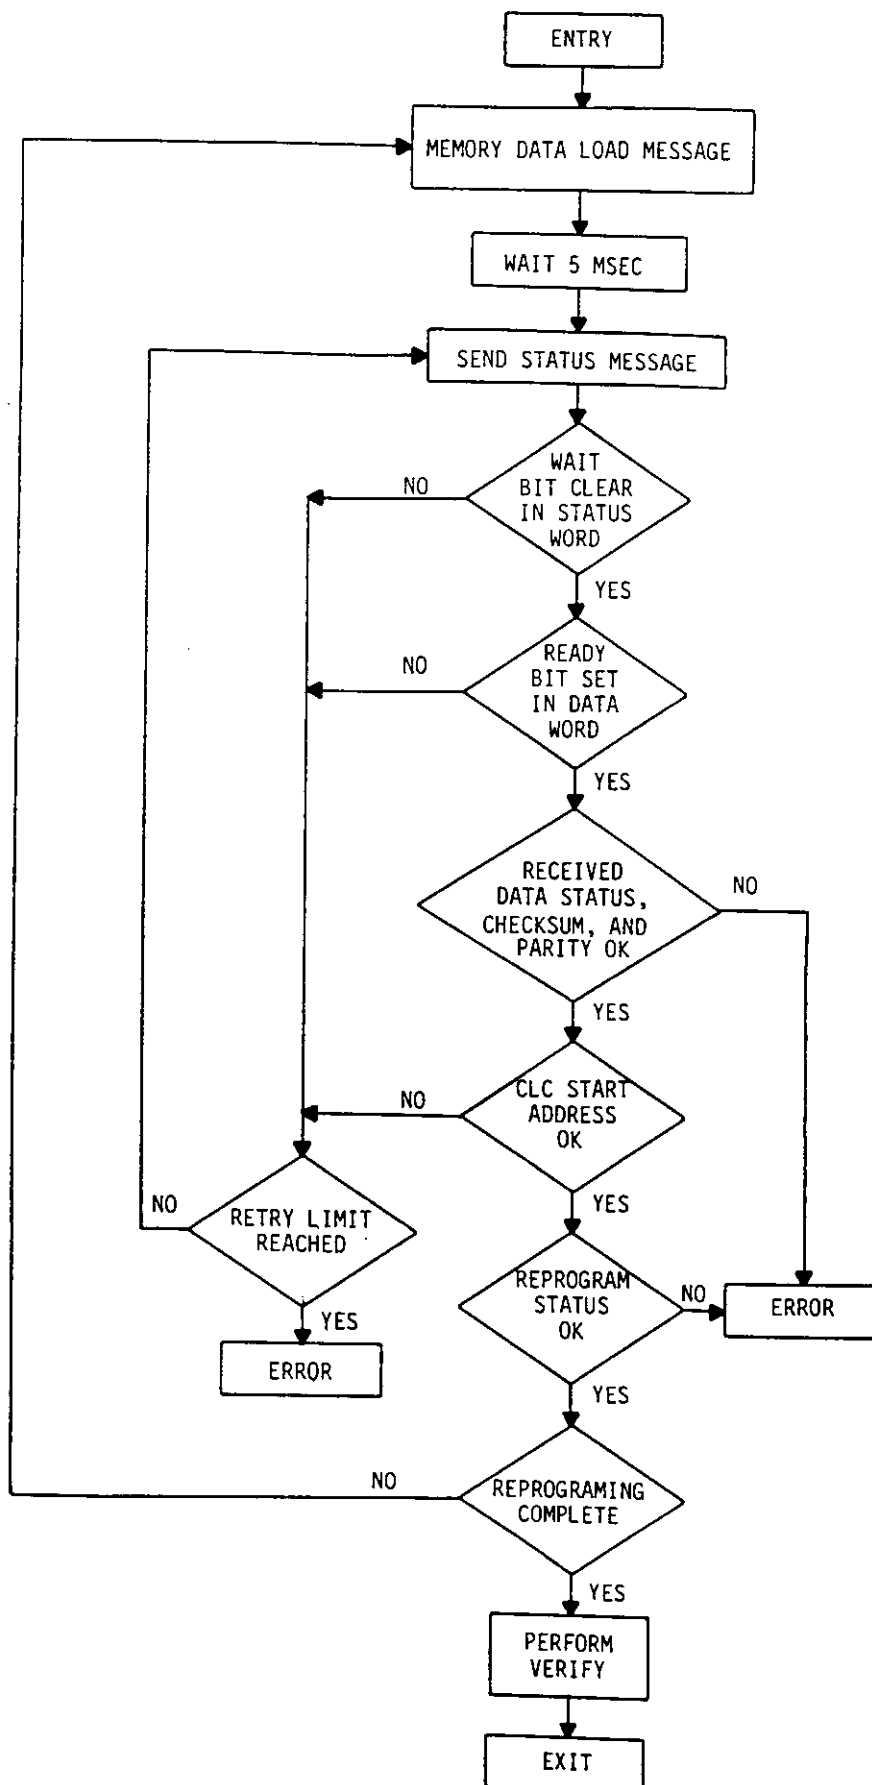 ENTRY
MEMORY DATA LOAD MESSAGE
WAIT 5 MSEC
SEND STATUS MESSAGE
WAIT
BIT CLEAR
IN STATUS
WORD
NO
YES
READY
BIT SET
IN DATA
WORD
NO
YES
RECEIVED
DATA STATUS,
CHECKSUM, AND
PARITY OK
NO
YES
CLC START
ADDRESS
OK
NO
YES
RETRY LIMIT
REACHED
NO
YES
ERROR
REPROGRAM
STATUS
OK
NO
ERROR
YES
REPROGRAMING
COMPLETE
NO
YES
PERFORM
VERIFY
EXIT